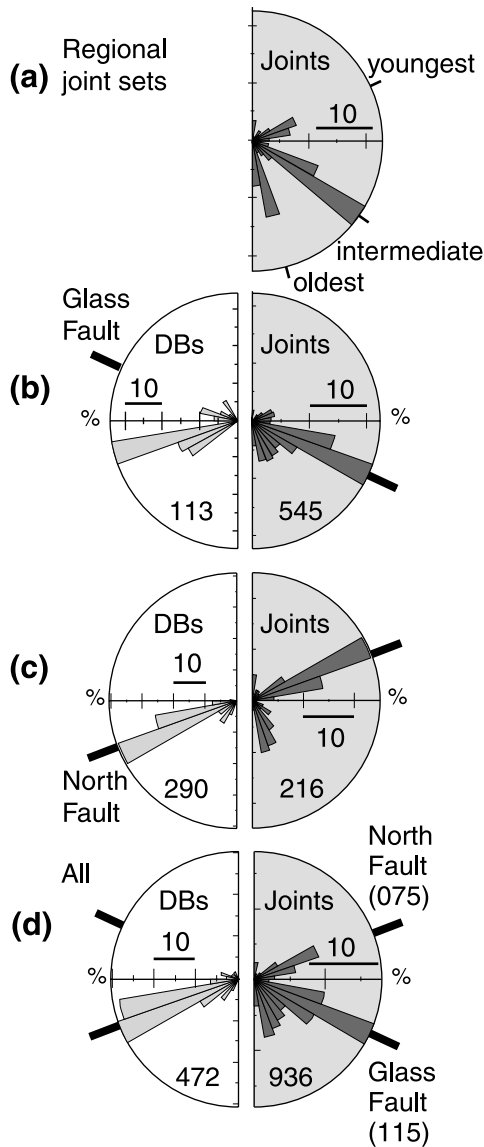 (a)
Regional
joint sets
Joints
youngest
10
intermediate
oldest
(b)
Glass
Fault
DBs
Joints
10
10
%
%
113
545
(c)
DBs
Joints
10
%
%
10
North
Fault
290
216
(d)
All
DBs
Joints
North
Fault
(075)
10
10
%
%
472
936
Glass
Fault
(115)